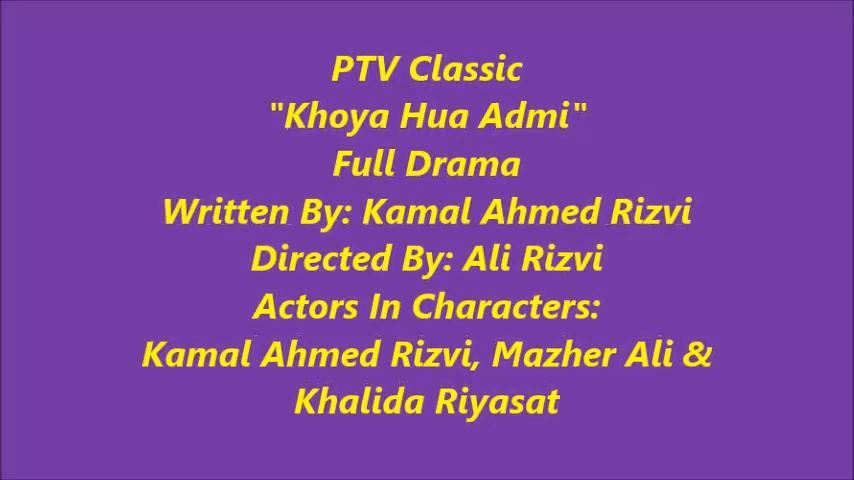 PTV Classic
"Khoya Hua Admi"
Full Drama
Written By: Kamal Ahmed Rizvi
Directed By: Ali Rizvi
Actors In Characters:
Kamal Ahmed Rizvi, Mazher Ali &
Khalida Riyasat